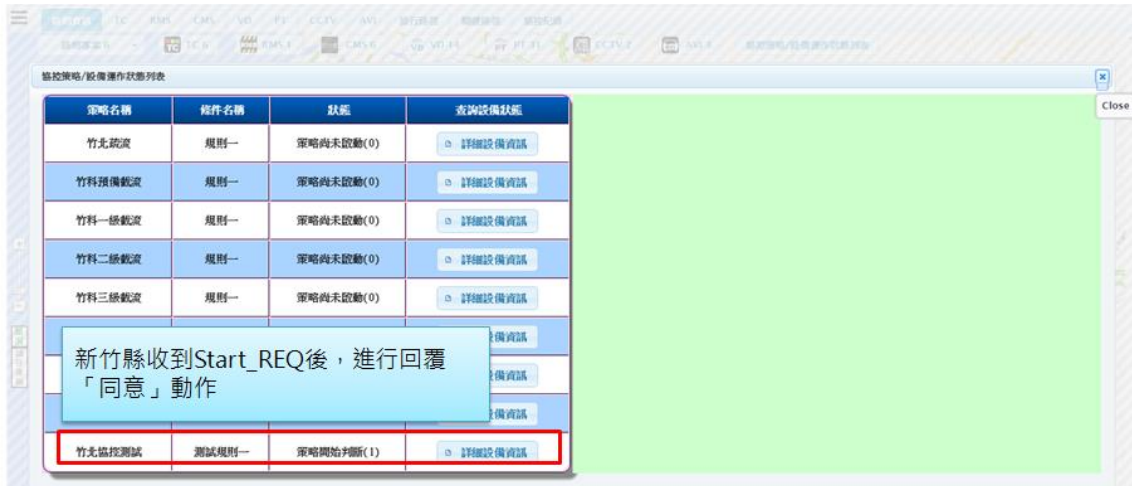 協控策略/設備運作狀態列表
Close
策略名稱 條件名稱 狀態 查詢設備狀態
竹北疏流 規則一 策略尚未啟動(0) 詳細設備資訊
竹科預備截流 規則一 策略尚未啟動(0) 詳細設備資訊
竹科一級截流 規則一 策略尚未啟動(0) 詳細設備資訊
竹科二級截流 規則一 策略尚未啟動(0) 詳細設備資訊
竹科三級截流 規則一 策略尚未啟動(0) 詳細設備資訊
新竹縣收到Start_REQ後，進行回覆
「同意」動作
備資訊
備資訊
備資訊
竹北協控測試 測試規則一 策略開始判斷(1) 詳細設備資訊